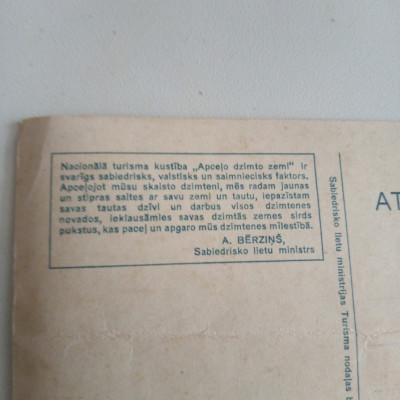 Nacionālā turisma kustība „Apceļo dzimto zemi" ir
svarīgs sabiedrisks, valstisks un saimniecisks faktors.
Apceļojot mūsu skaisto dzimteni, mēs radam jaunas
un stipras saites ar savu zemi un tautu, iepazīstam
savas tautas dzīvi un darbus visos dzimtenes
novados, ieklausāmies savas dzimtās zemes sirds
pukstus, kas paceļ un apgaro mūs dzimtenes mīlestībā.
A. BĒRZIŅŠ,
Sabiedrisko lietu ministrs
Sabiedrisko lietu ministrijas Turisma nodaļas
AT